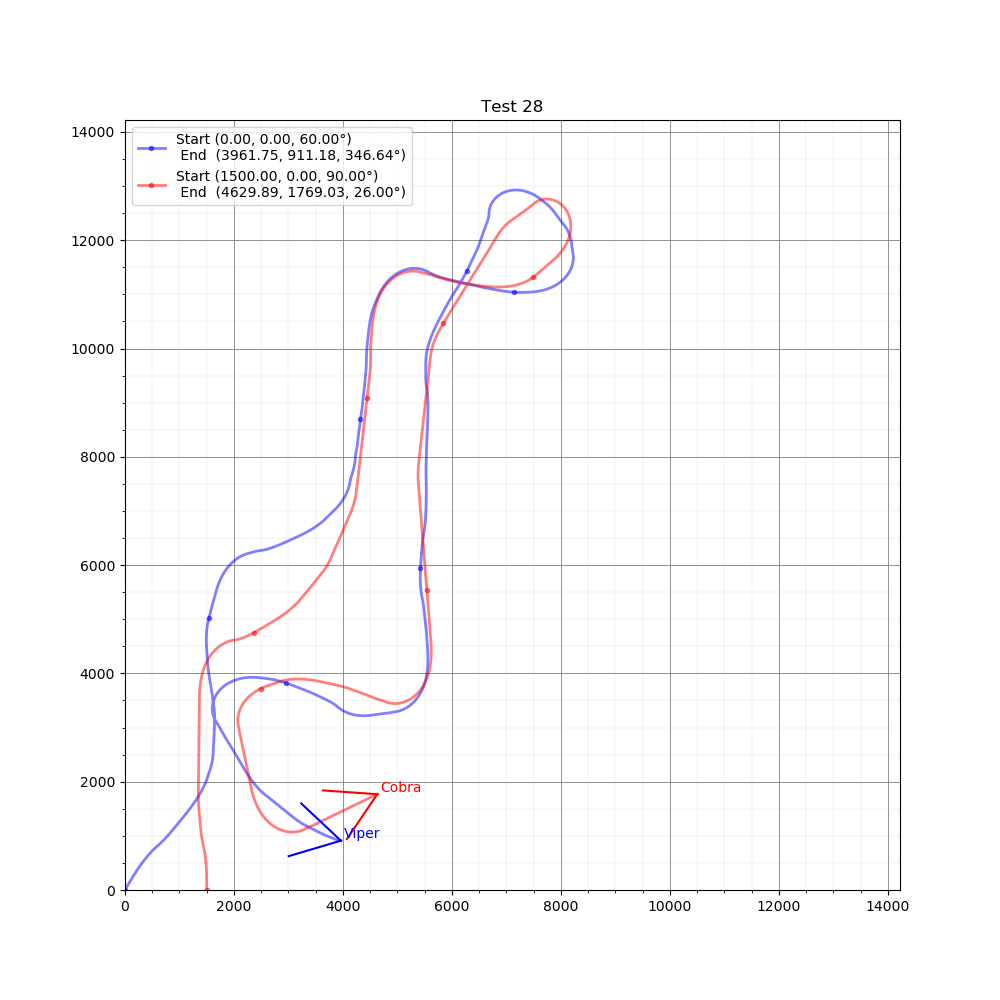 Test 28
Start (0.00, 0.00, 60.00°)
End (3961.75, 911.18, 346.64°)
Start (1500.00, 0.00, 90.00°)
End (4629.89, 1769.03, 26.00°)
14000
12000
10000
8000
6000
4000
2000
0
Cobra
Viper
0 2000 4000 6000 8000 10000 12000 14000